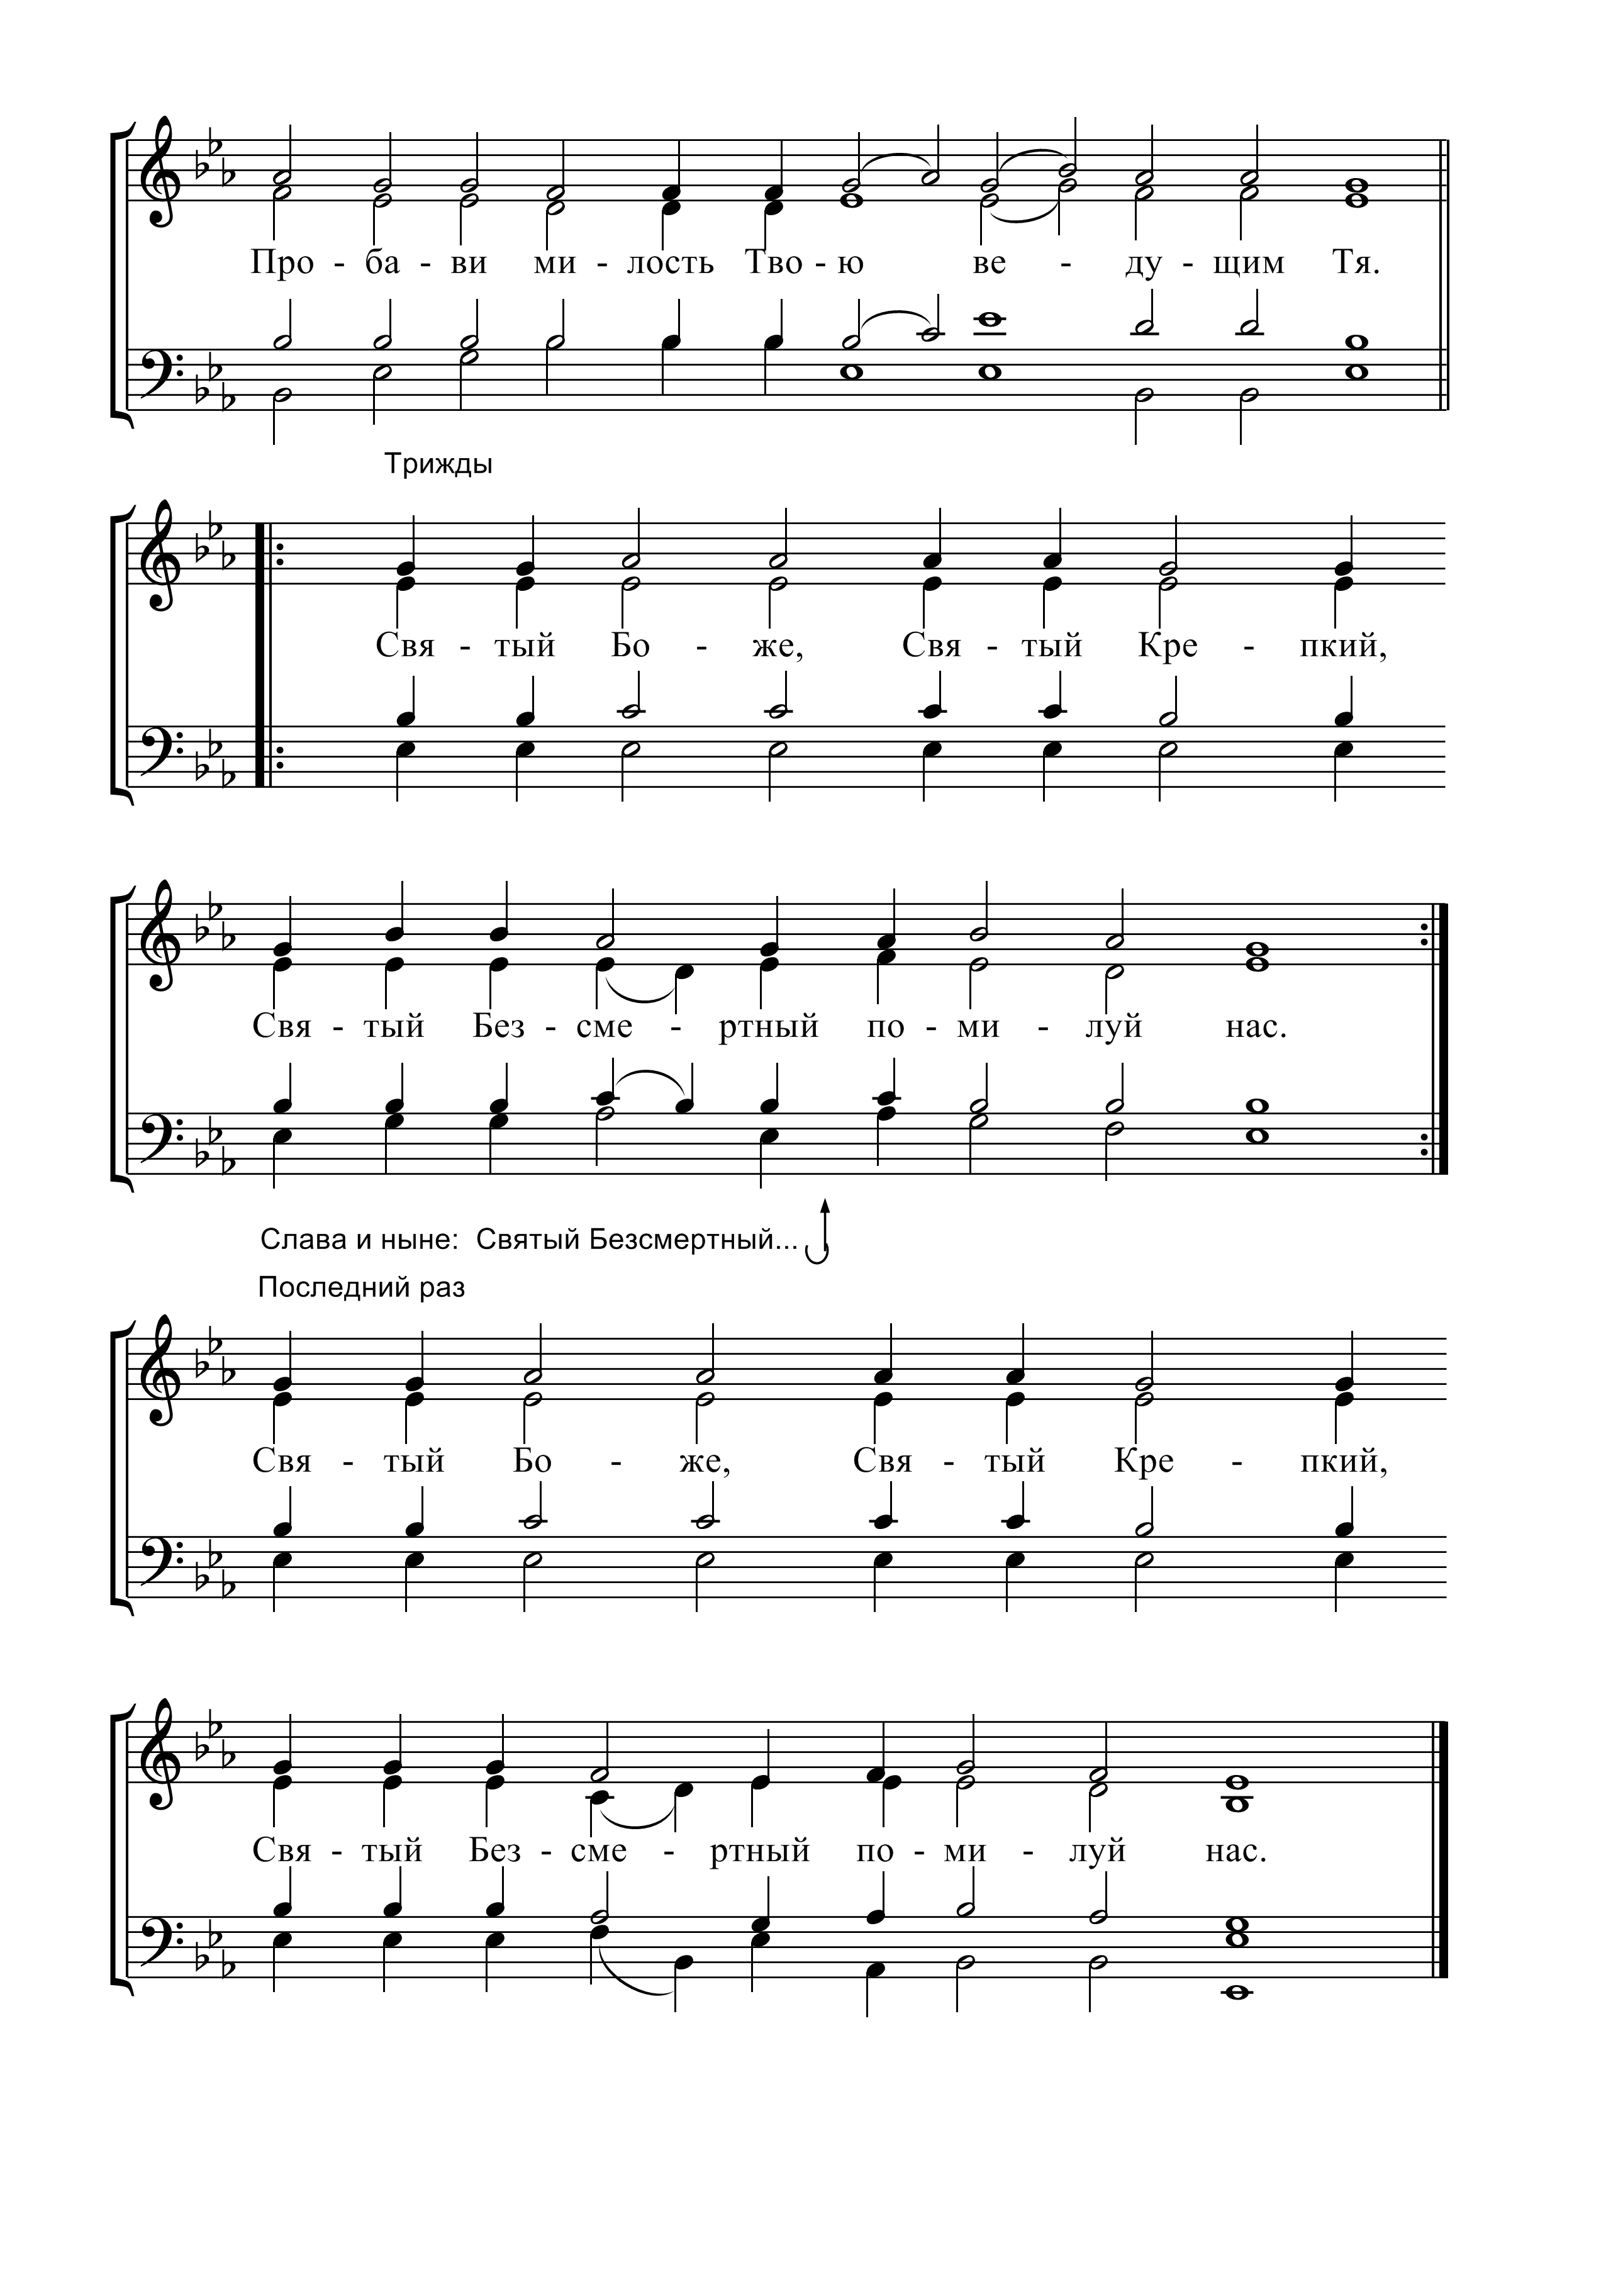 Про - ба - ви ми - лость Тво - ю ве - ду - щим Тя.
Трижды
Свя - тый Бо - же, Свя - тый Кре - пкий,
Свя - тый Без - сме - ртный по - ми - луй нас.
Слава и ныне: Святый Безсмертный...
Последний раз
Свя - тый Бо - же, Свя - тый Кре - пкий,
Свя - тый Без - сме - ртный по - ми - луй нас.